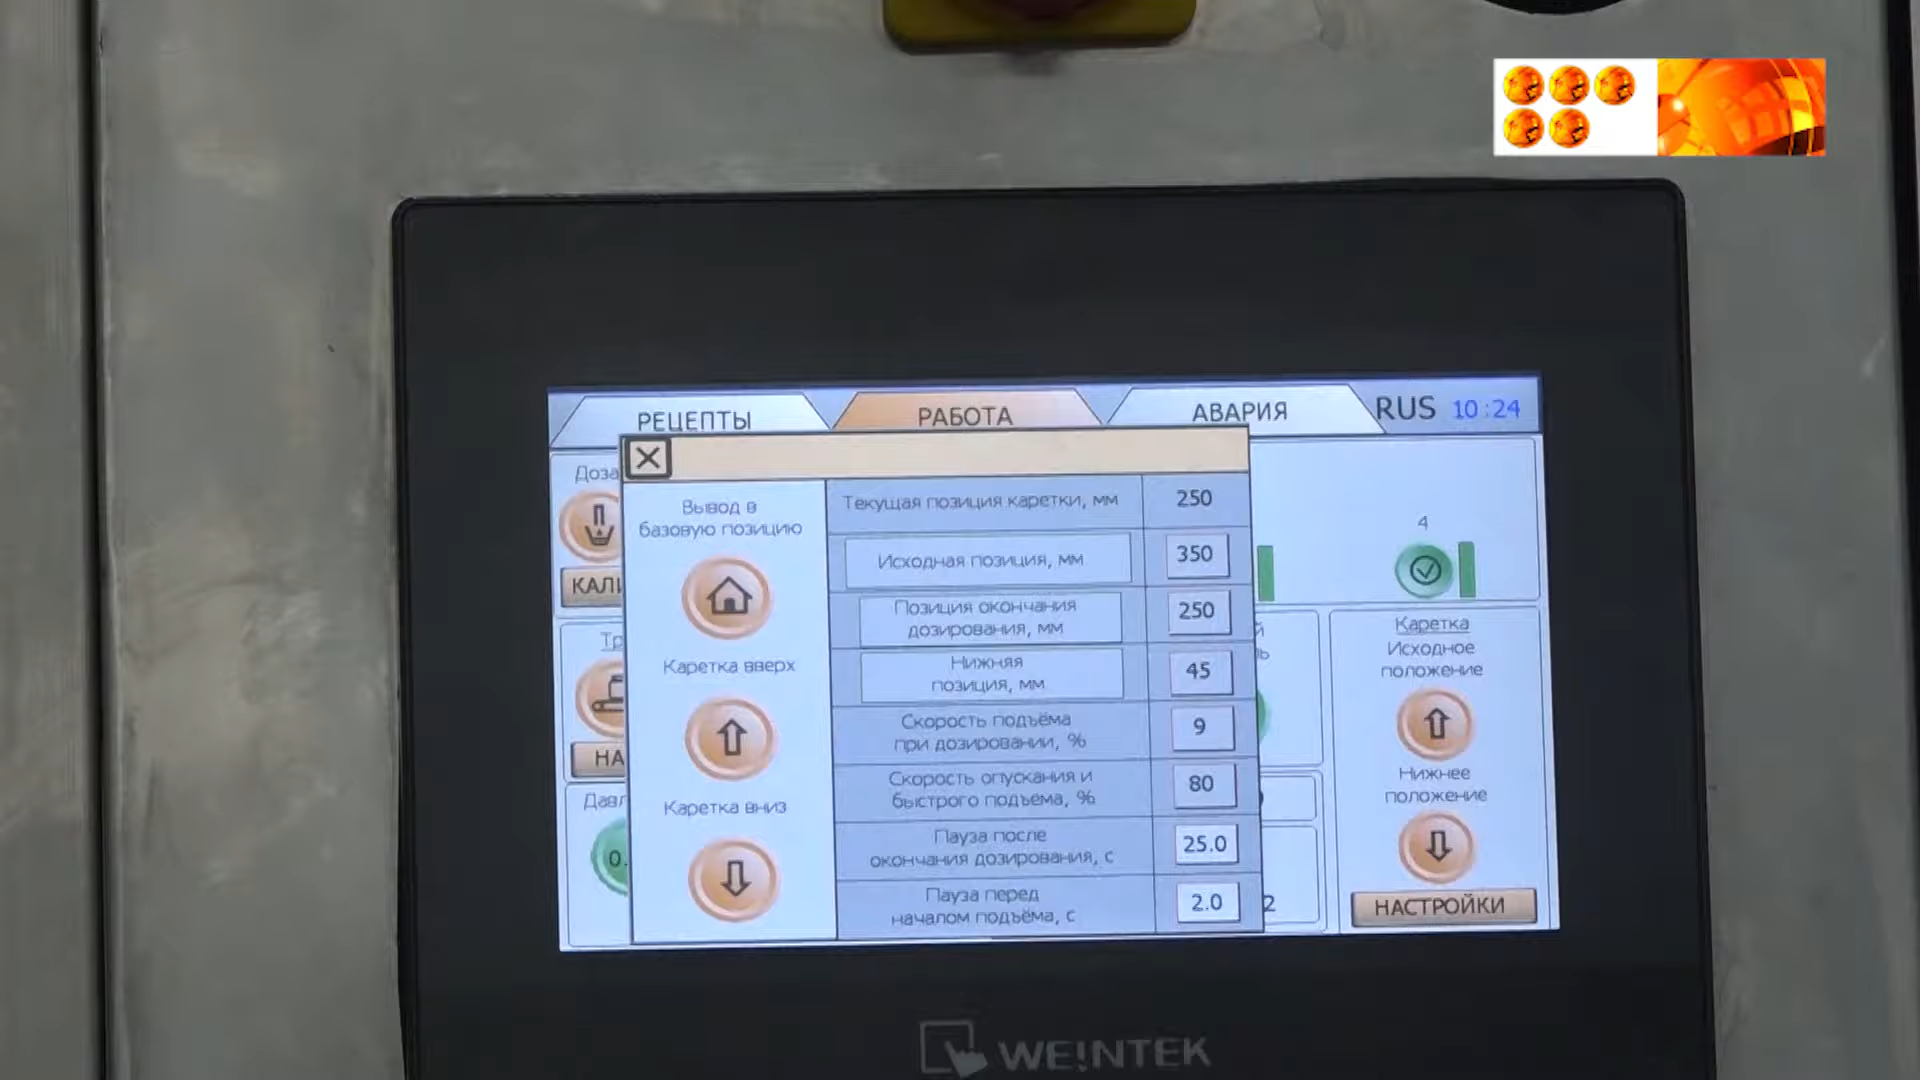 РЕЦЕПТЫ
РАБОТА
АВАРИЯ
RUS 10:24
Вывод в
базовую позицию
Каретка вверх
Каретка вниз
Текущая позиция каретки, мм 250
Исходная позиция, мм 350
Позиция окончания
дозирования, мм 250
Нижняя
позиция, мм 45
Скорость подъёма
при дозировании, % 9
Скорость опускания и
быстрого подъёма, % 80
Пауза после
окончания дозирования, с 25.0
Пауза перед
началом подъёма, с 2.0
4
Каретка
Исходное
положение
Нижнее
положение
НАСТРОЙКИ
WEINTEK